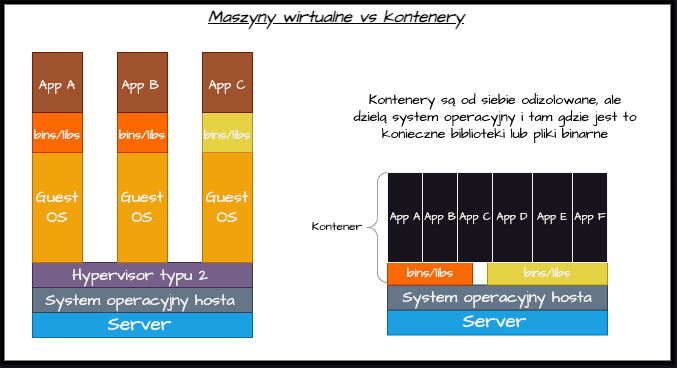 Maszyny wirtualne vs kontenery
App A
App B
App C
bins/libs
bins/libs
bins/libs
Guest
OS
Guest
OS
Guest
OS
Hypervisor typu 2
System operacyjny hosta
Server
Kontenery są od siebie odizolowane, ale
dzielą system operacyjny i tam gdzie jest to
konieczne biblioteki lub pliki binarne
Kontener
App A
App B
App C
App D
App E
App F
bins/libs
bins/libs
System operacyjny hosta
Server